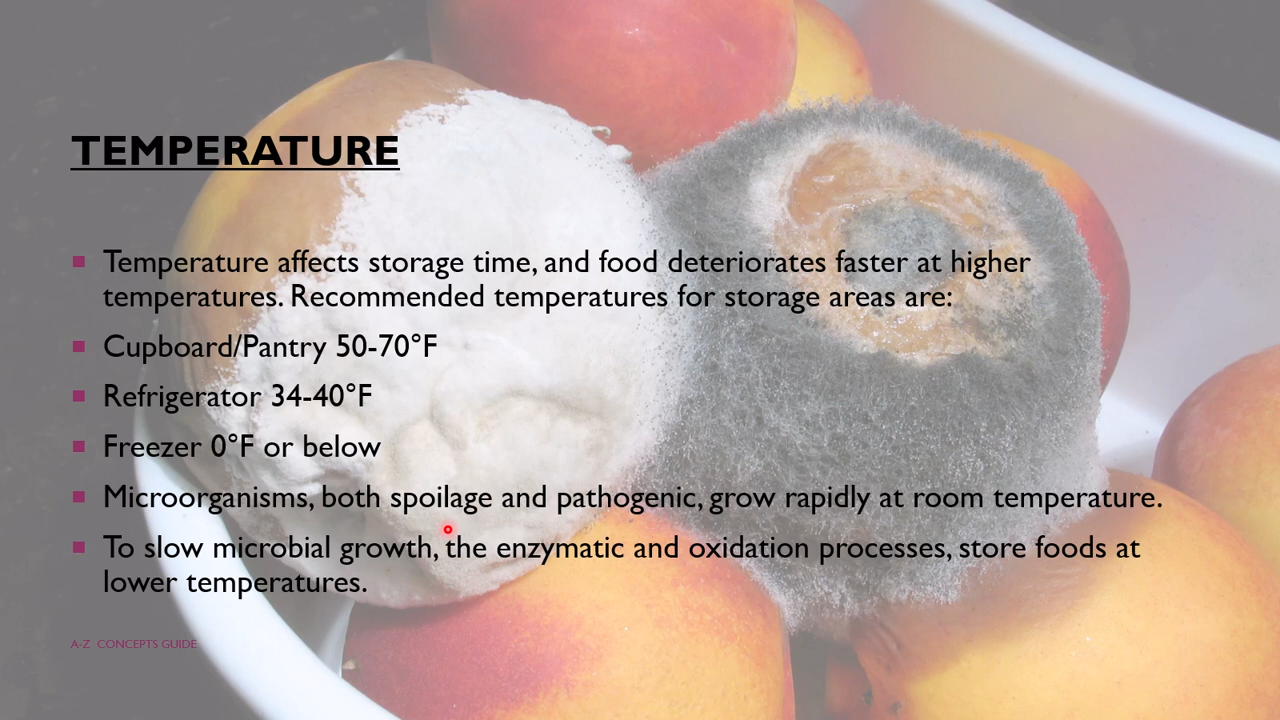 TEMPERATURE
Temperature affects storage time, and food deteriorates faster at higher
temperatures. Recommended temperatures for storage areas are:
Cupboard/Pantry 50-70°F
Refrigerator 34-40°F
Freezer 0°F or below
Microorganisms, both spoilage and pathogenic, grow rapidly at room temperature.
To slow microbial growth, the enzymatic and oxidation processes, store foods at
lower temperatures.
A-Z CONCEPTS GUIDE